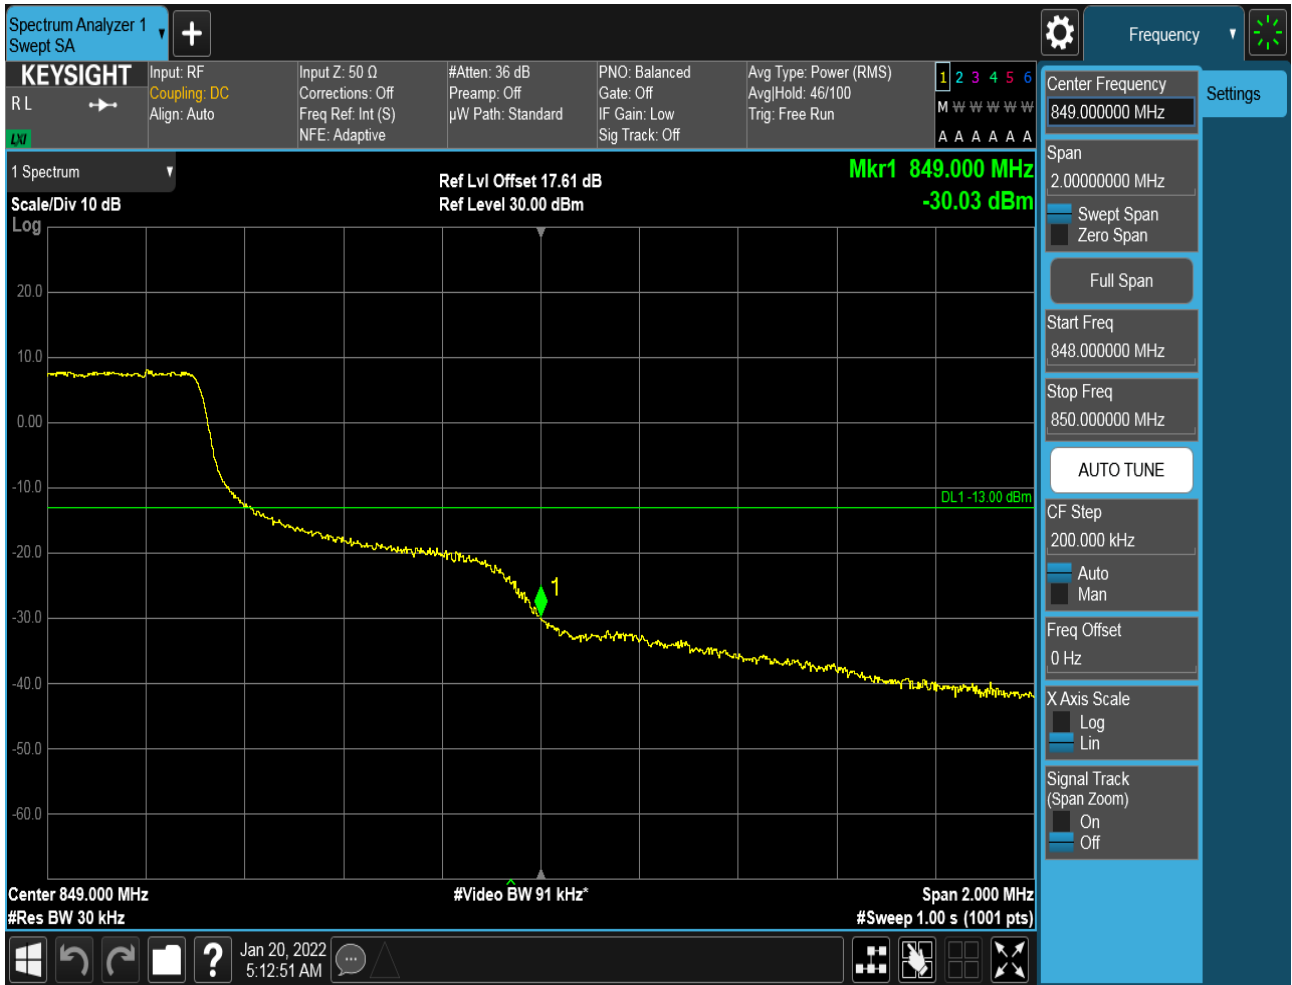 Spectrum Analyzer 1
Swept SA
Frequency
KEYSIGHT
R L
LXI
Input: RF
Coupling: DC
Align: Auto
Input Z: 50 Ω
Corrections: Off
Freq Ref: Int (S)
NFE: Adaptive
#Atten: 36 dB
Preamp: Off
µW Path: Standard
PNO: Balanced
Gate: Off
IF Gain: Low
Sig Track: Off
Avg Type: Power (RMS)
Avg|Hold: 46/100
Trig: Free Run
1 2 3 4 5 6
M W W W W W
A A A A A A
Center Frequency
849.000000 MHz
Settings
Span
2.00000000 MHz
Swept Span
Zero Span
Full Span
Start Freq
848.000000 MHz
Stop Freq
850.000000 MHz
AUTO TUNE
CF Step
200.000 kHz
Auto
Man
Freq Offset
0 Hz
X Axis Scale
Log
Lin
Signal Track
(Span Zoom)
On
Off
1 Spectrum
Scale/Div 10 dB
Log
Ref Lvl Offset 17.61 dB
Ref Level 30.00 dBm
Mkr1 849.000 MHz
-30.03 dBm
20.0
10.0
0.00
-10.0
DL1 -13.00 dBm
-20.0
1
-30.0
-40.0
-50.0
-60.0
Center 849.000 MHz
#Video BW 91 kHz*
Span 2.000 MHz
#Res BW 30 kHz
#Sweep 1.00 s (1001 pts)
?
Jan 20, 2022
5:12:51 AM